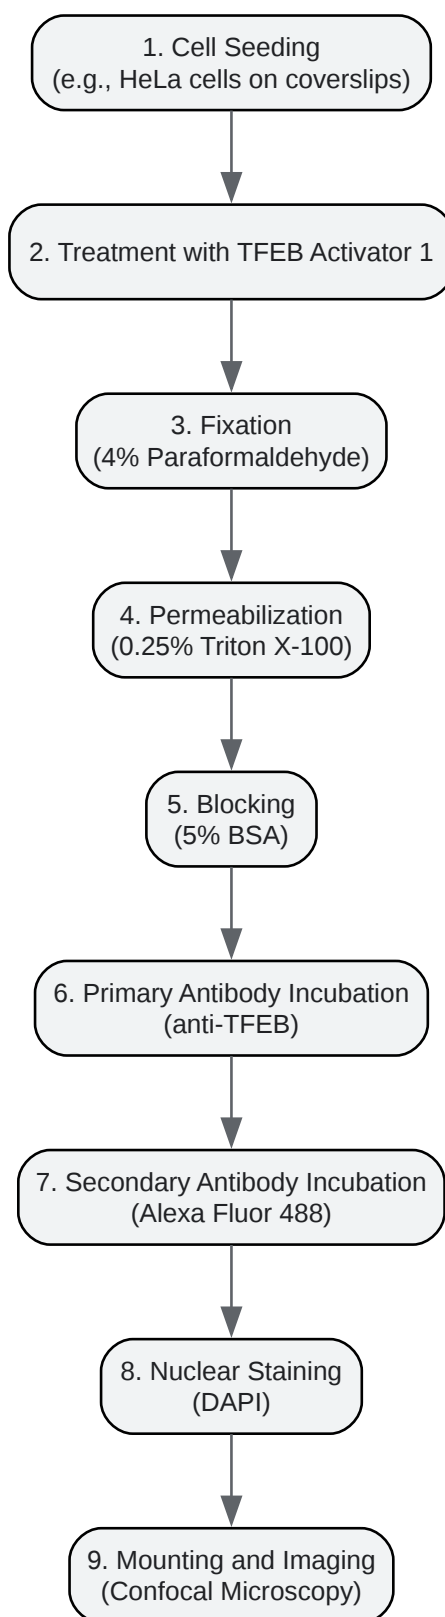 1. Cell Seeding
(e.g., HeLa cells on coverslips)
2. Treatment with TFEB Activator 1
3. Fixation
(4% Paraformaldehyde)
4. Permeabilization
(0.25% Triton X-100)
5. Blocking
(5% BSA)
6. Primary Antibody Incubation
(anti-TFEB)
7. Secondary Antibody Incubation
(Alexa Fluor 488)
8. Nuclear Staining
(DAPI)
9. Mounting and Imaging
(Confocal Microscopy)